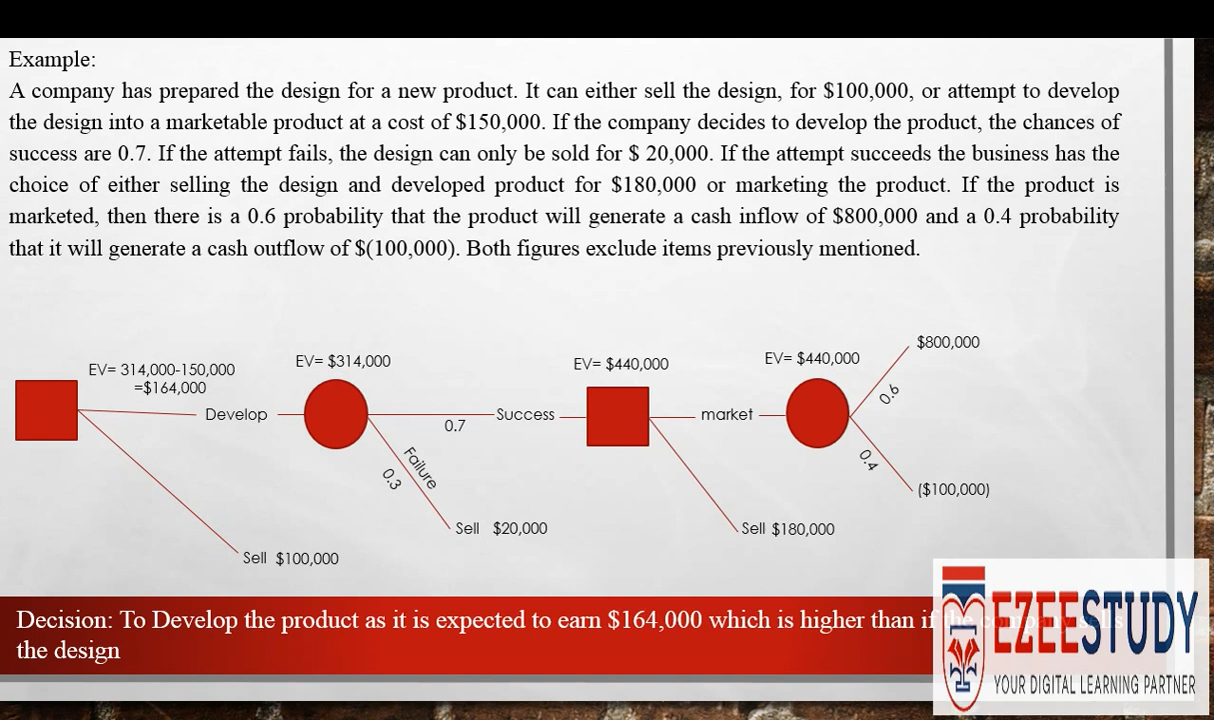 Example:
A company has prepared the design for a new product. It can either sell the design, for $100,000, or attempt to develop
the design into a marketable product at a cost of $150,000. If the company decides to develop the product, the chances of
success are 0.7. If the attempt fails, the design can only be sold for $ 20,000. If the attempt succeeds the business has the
choice of either selling the design and developed product for $180,000 or marketing the product. If the product is
marketed, then there is a 0.6 probability that the product will generate a cash inflow of $800,000 and a 0.4 probability
that it will generate a cash outflow of $(100,000). Both figures exclude items previously mentioned.
EV= 314,000-150,000
=$164,000
EV= $314,000
EV= $440,000
EV= $440,000
$800,000
Develop
0.7
Success
market
0.6
Failure
0.3
0.4
($100,000)
Sell $20,000
Sell $180,000
Sell $100,000
Decision: To Develop the product as it is expected to earn $164,000 which is higher than if
the design
EZEESTUDY
YOUR DIGITAL LEARNING PARTNER